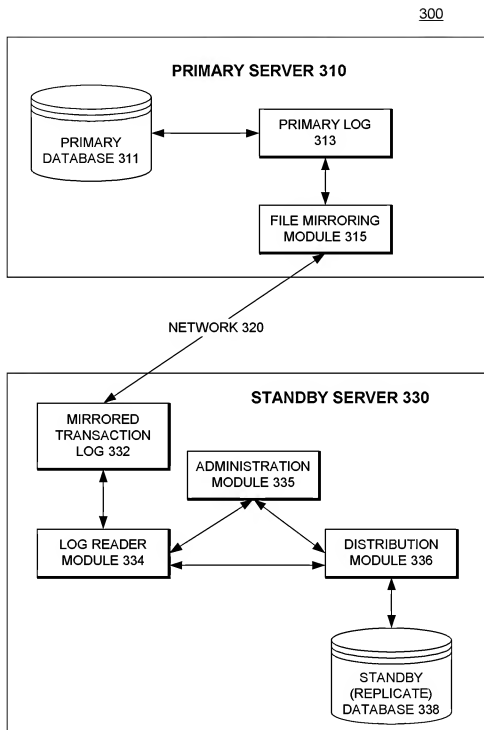 300
PRIMARY SERVER 310
PRIMARY
DATABASE 311
PRIMARY LOG
313
FILE MIRRORING
MODULE 315
NETWORK 320
STANDBY SERVER 330
MIRRORED
TRANSACTION
LOG 332
ADMINISTRATION
MODULE 335
LOG READER
MODULE 334
DISTRIBUTION
MODULE 336
STANDBY
(REPLICATE)
DATABASE 338